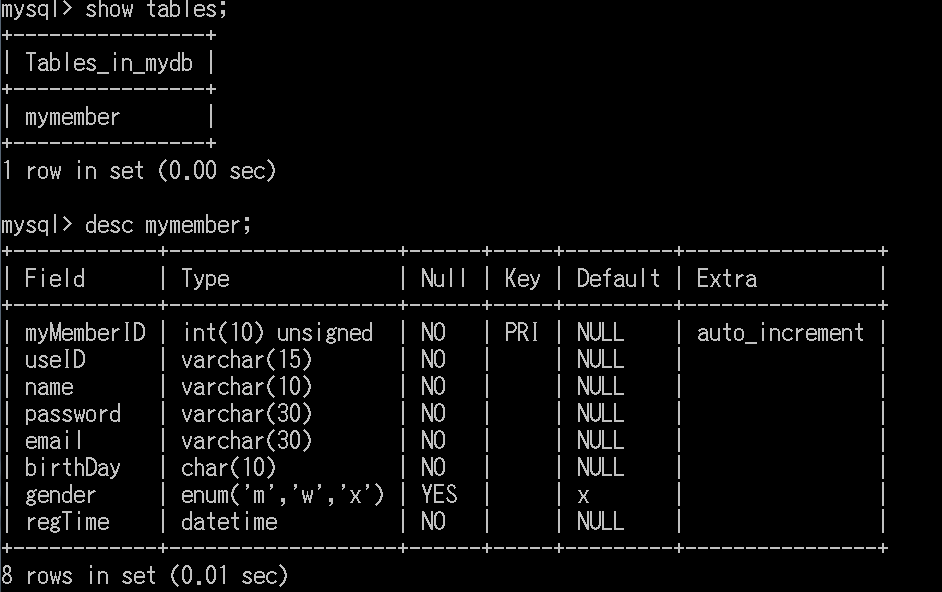 mysql> show tables;
+----------------+
| Tables_in_mydb |
+----------------+
| mymember       |
+----------------+
1 row in set (0.00 sec)
mysql> desc mymember;
+------------+-------------------+------+-----+---------+----------------+
| Field      | Type              | Null | Key | Default | Extra          |
+------------+-------------------+------+-----+---------+----------------+
| myMemberID | int(10) unsigned  | NO   | PRI | NULL    | auto_increment |
| useID      | varchar(15)       | NO   |     | NULL    |                |
| name       | varchar(10)       | NO   |     | NULL    |                |
| password   | varchar(30)       | NO   |     | NULL    |                |
| email      | varchar(30)       | NO   |     | NULL    |                |
| birthDay   | char(10)          | NO   |     | NULL    |                |
| gender     | enum('m','w','x') | YES  |     | x       |                |
| regTime    | datetime          | NO   |     | NULL    |                |
+------------+-------------------+------+-----+---------+----------------+
8 rows in set (0.01 sec)